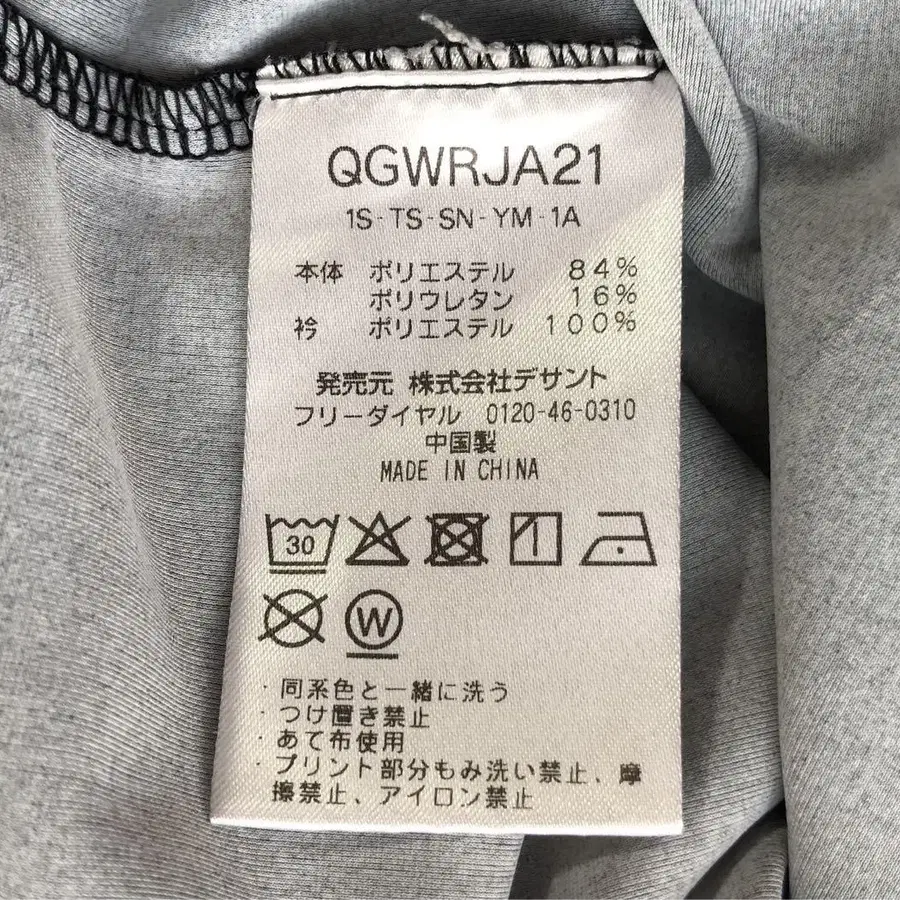 QGWRJA21
1S-TS-SN-YM-1A
本体 ポリエステル 84%
ポリウレタン 16%
衿 ポリエステル 100%
発売元 株式会社デサント
フリーダイヤル 0120-46-0310
中国製
MADE IN CHINA
30
W
・同系色と一緒に洗う
・つけ置き禁止
・あて布使用
・プリント部分もみ洗い禁止、摩
擦禁止、アイロン禁止